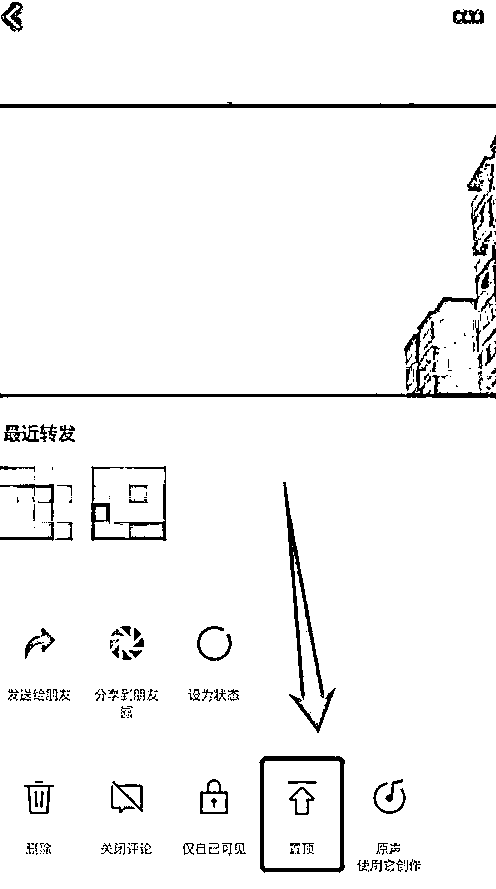 最近转发
发送给朋友
分享到朋友
圈
设为状态
删除
关闭评论
仅自己可见
置顶
原声
使用它创作